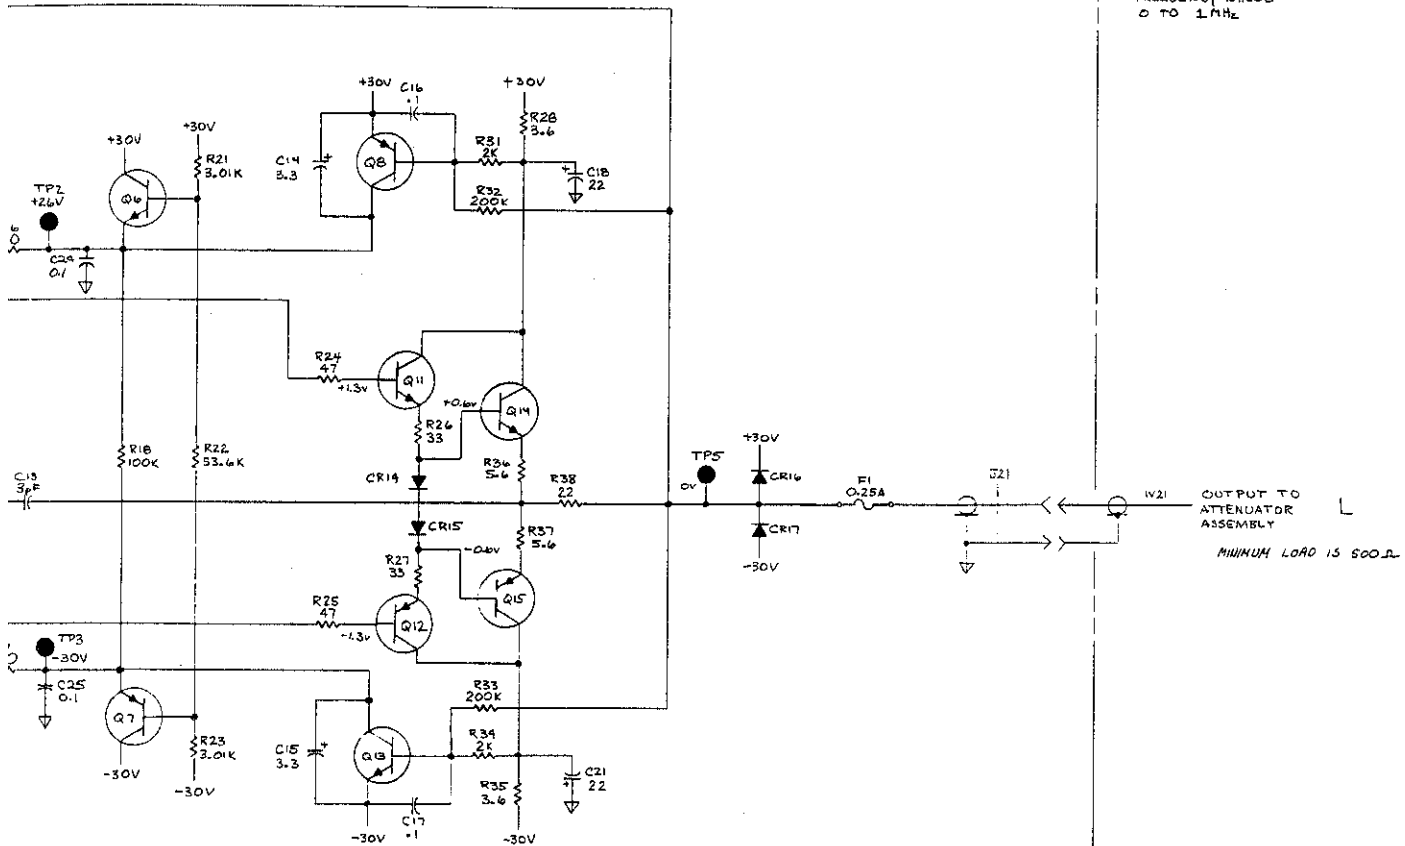 0 TO 1MHz
+30V
C16
.1
+30V
R28
3.6
+30V
+30V
R21
3.01K
C14
3.3
+
Q8
R31
2K
+
C18
22
TP2
+26V
Q6
R32
200K
6
0
C24
0.1
R24
47
+1.3V
Q11
+0.6V
Q14
R26
33
R18
100K
R22
53.6K
CR14
R36
5.6
R38
22
TP5
0V
+30V
CR16
F1
0.25A
J21
W21
OUTPUT TO
ATTENUATOR
ASSEMBLY
L
C13
3pF
CR15
R37
5.6
CR17
-30V
MINIMUM LOAD IS 500Ω
-0.6V
R27
33
Q15
R25
47
-1.3V
Q12
TP3
-30V
C25
0.1
Q7
R33
200K
R23
3.01K
C15
3.3
+
Q13
R34
2K
R35
3.6
+
C21
22
-30V
-30V
C17
.1
-30V
-30V